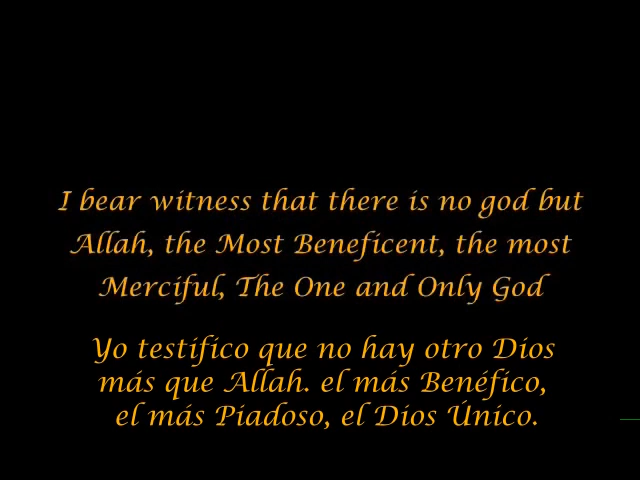 I bear witness that there is no god but
Allah, the Most Beneficent, the most
Merciful, The One and Only God
Yo testifico que no hay otro Dios
más que Allah. el más Benéfico,
el más Piadoso, el Dios Único.